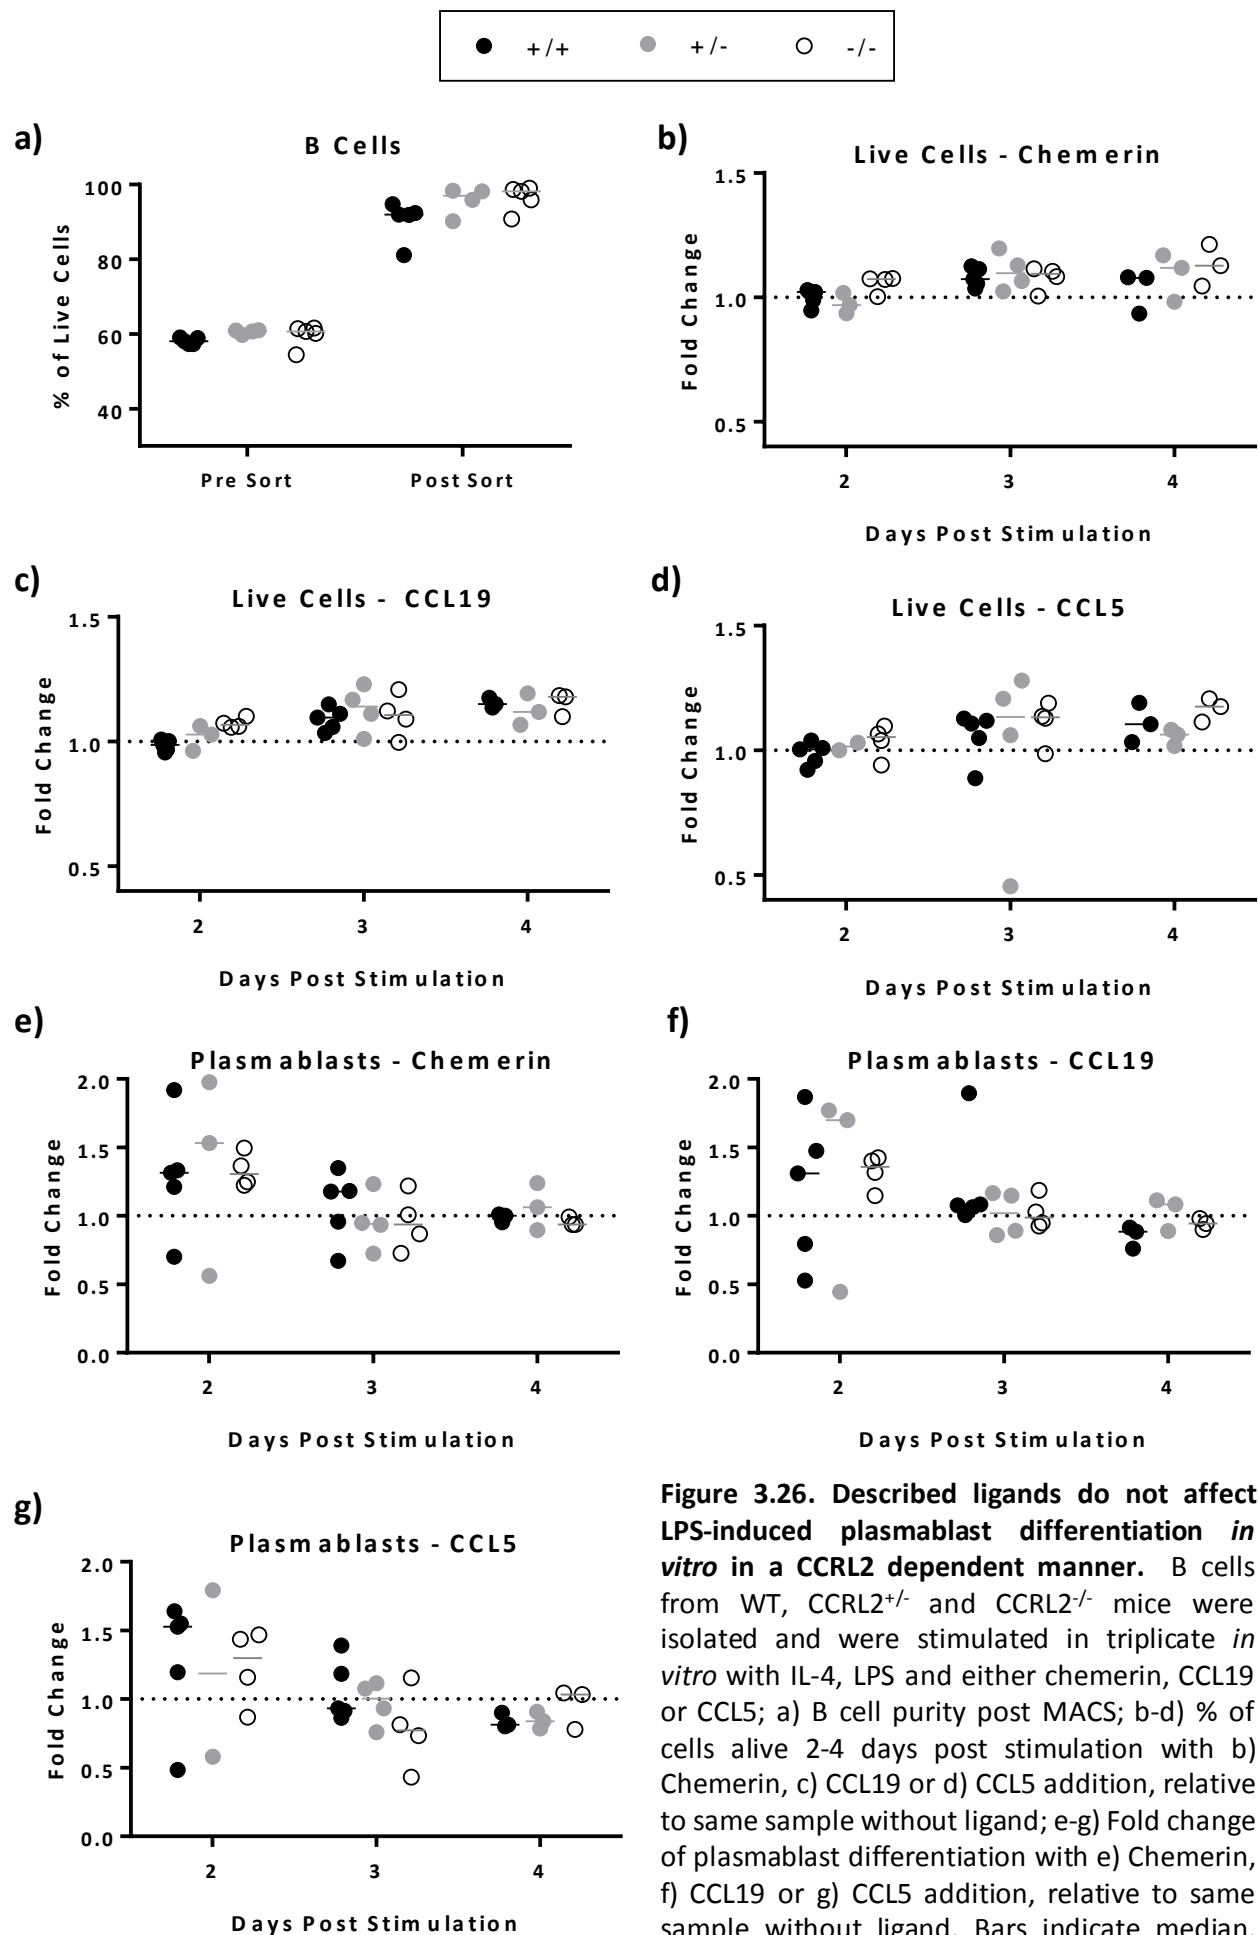 +/+ +/- -/-
a)
B Cells
% of Live Cells
100
80
60
40
Pre Sort Post Sort
b)
Live Cells - Chemerin
Fold Change
1.5
1.0
0.5
2 3 4
Days Post Stimulation
c)
Live Cells - CCL19
Fold Change
1.5
1.0
0.5
2 3 4
Days Post Stimulation
d)
Live Cells - CCL5
Fold Change
1.5
1.0
0.5
2 3 4
Days Post Stimulation
e)
Plasmablasts - Chemerin
Fold Change
2.0
1.5
1.0
0.5
0.0
2 3 4
Days Post Stimulation
f)
Plasmablasts - CCL19
Fold Change
2.0
1.5
1.0
0.5
0.0
2 3 4
Days Post Stimulation
g)
Plasmablasts - CCL5
Fold Change
2.0
1.5
1.0
0.5
0.0
2 3 4
Days Post Stimulation
Figure 3.26. Described ligands do not affect
LPS-induced plasmablast differentiation in
vitro in a CCRL2 dependent manner. B cells
from WT, CCRL2+/- and CCRL2-/- mice were
isolated and were stimulated in triplicate in
vitro with IL-4, LPS and either chemerin, CCL19
or CCL5; a) B cell purity post MACS; b-d) % of
cells alive 2-4 days post stimulation with b)
Chemerin, c) CCL19 or d) CCL5 addition, relative
to same sample without ligand; e-g) Fold change
of plasmablast differentiation with e) Chemerin,
f) CCL19 or g) CCL5 addition, relative to same
sample without ligand. Bars indicate median.